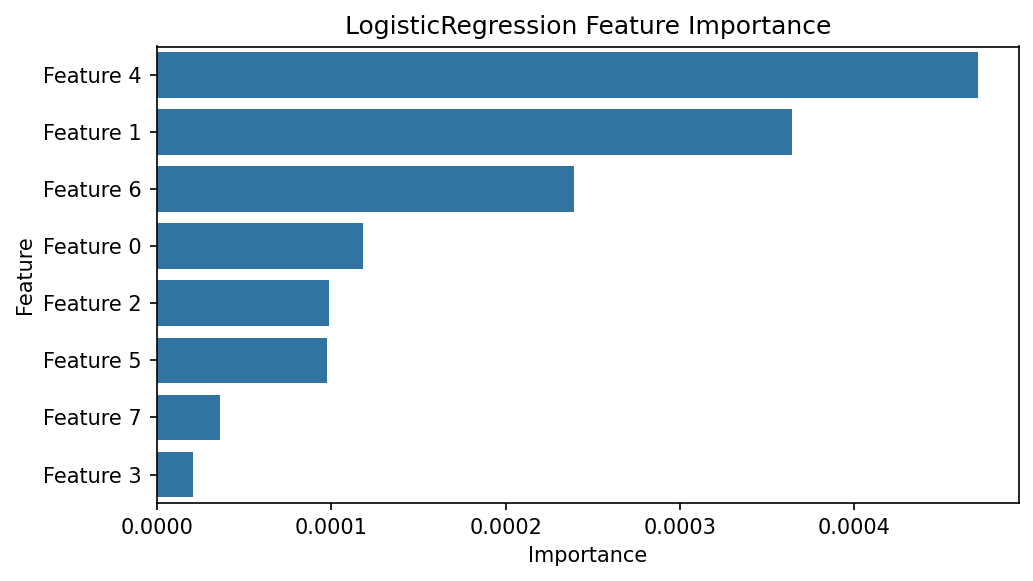 LogisticRegression Feature Importance
Feature 4
Feature 1
Feature 6
Feature 0
Feature 2
Feature 5
Feature 7
Feature 3
Feature
0.0000 0.0001 0.0002 0.0003 0.0004
Importance